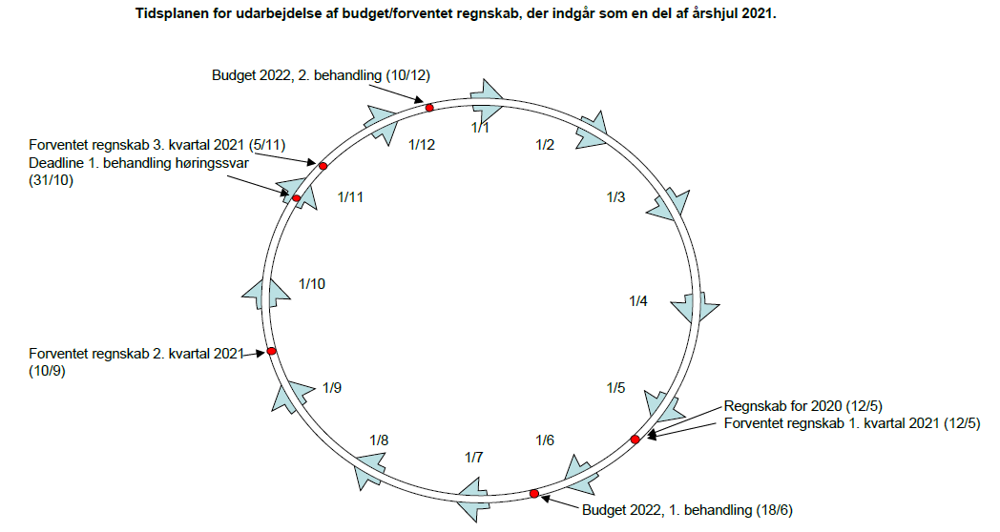 Tidsplanen for udarbejdelse af budget/forventet regnskab, der indgår som en del af årshjul 2021.
Budget 2022, 2. behandling (10/12)
1/1
1/12
1/2
Forventet regnskab 3. kvartal 2021 (5/11)
Deadline 1. behandling høringssvar
(31/10)
1/11
1/3
1/10
1/4
Forventet regnskab 2. kvartal 2021
(10/9)
1/9
1/5
Regnskab for 2020 (12/5)
Forventet regnskab 1. kvartal 2021 (12/5)
1/8
1/6
1/7
Budget 2022, 1. behandling (18/6)